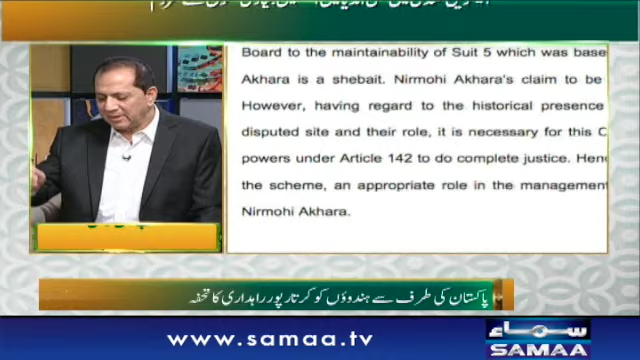 Board to the maintainability of Suit 5 which was base
Akhara is a shebait. Nirmohi Akhara's claim to be
However, having regard to the historical presence
disputed site and their role, it is necessary for this C
powers under Article 142 to do complete justice. Hen
the scheme, an appropriate role in the management
Nirmohi Akhara.
پاکستان کی طرف سے ہندوؤں کو کرتارپور راہداری کا تحفہ
www.samaa.tv
سماء
SAMAA